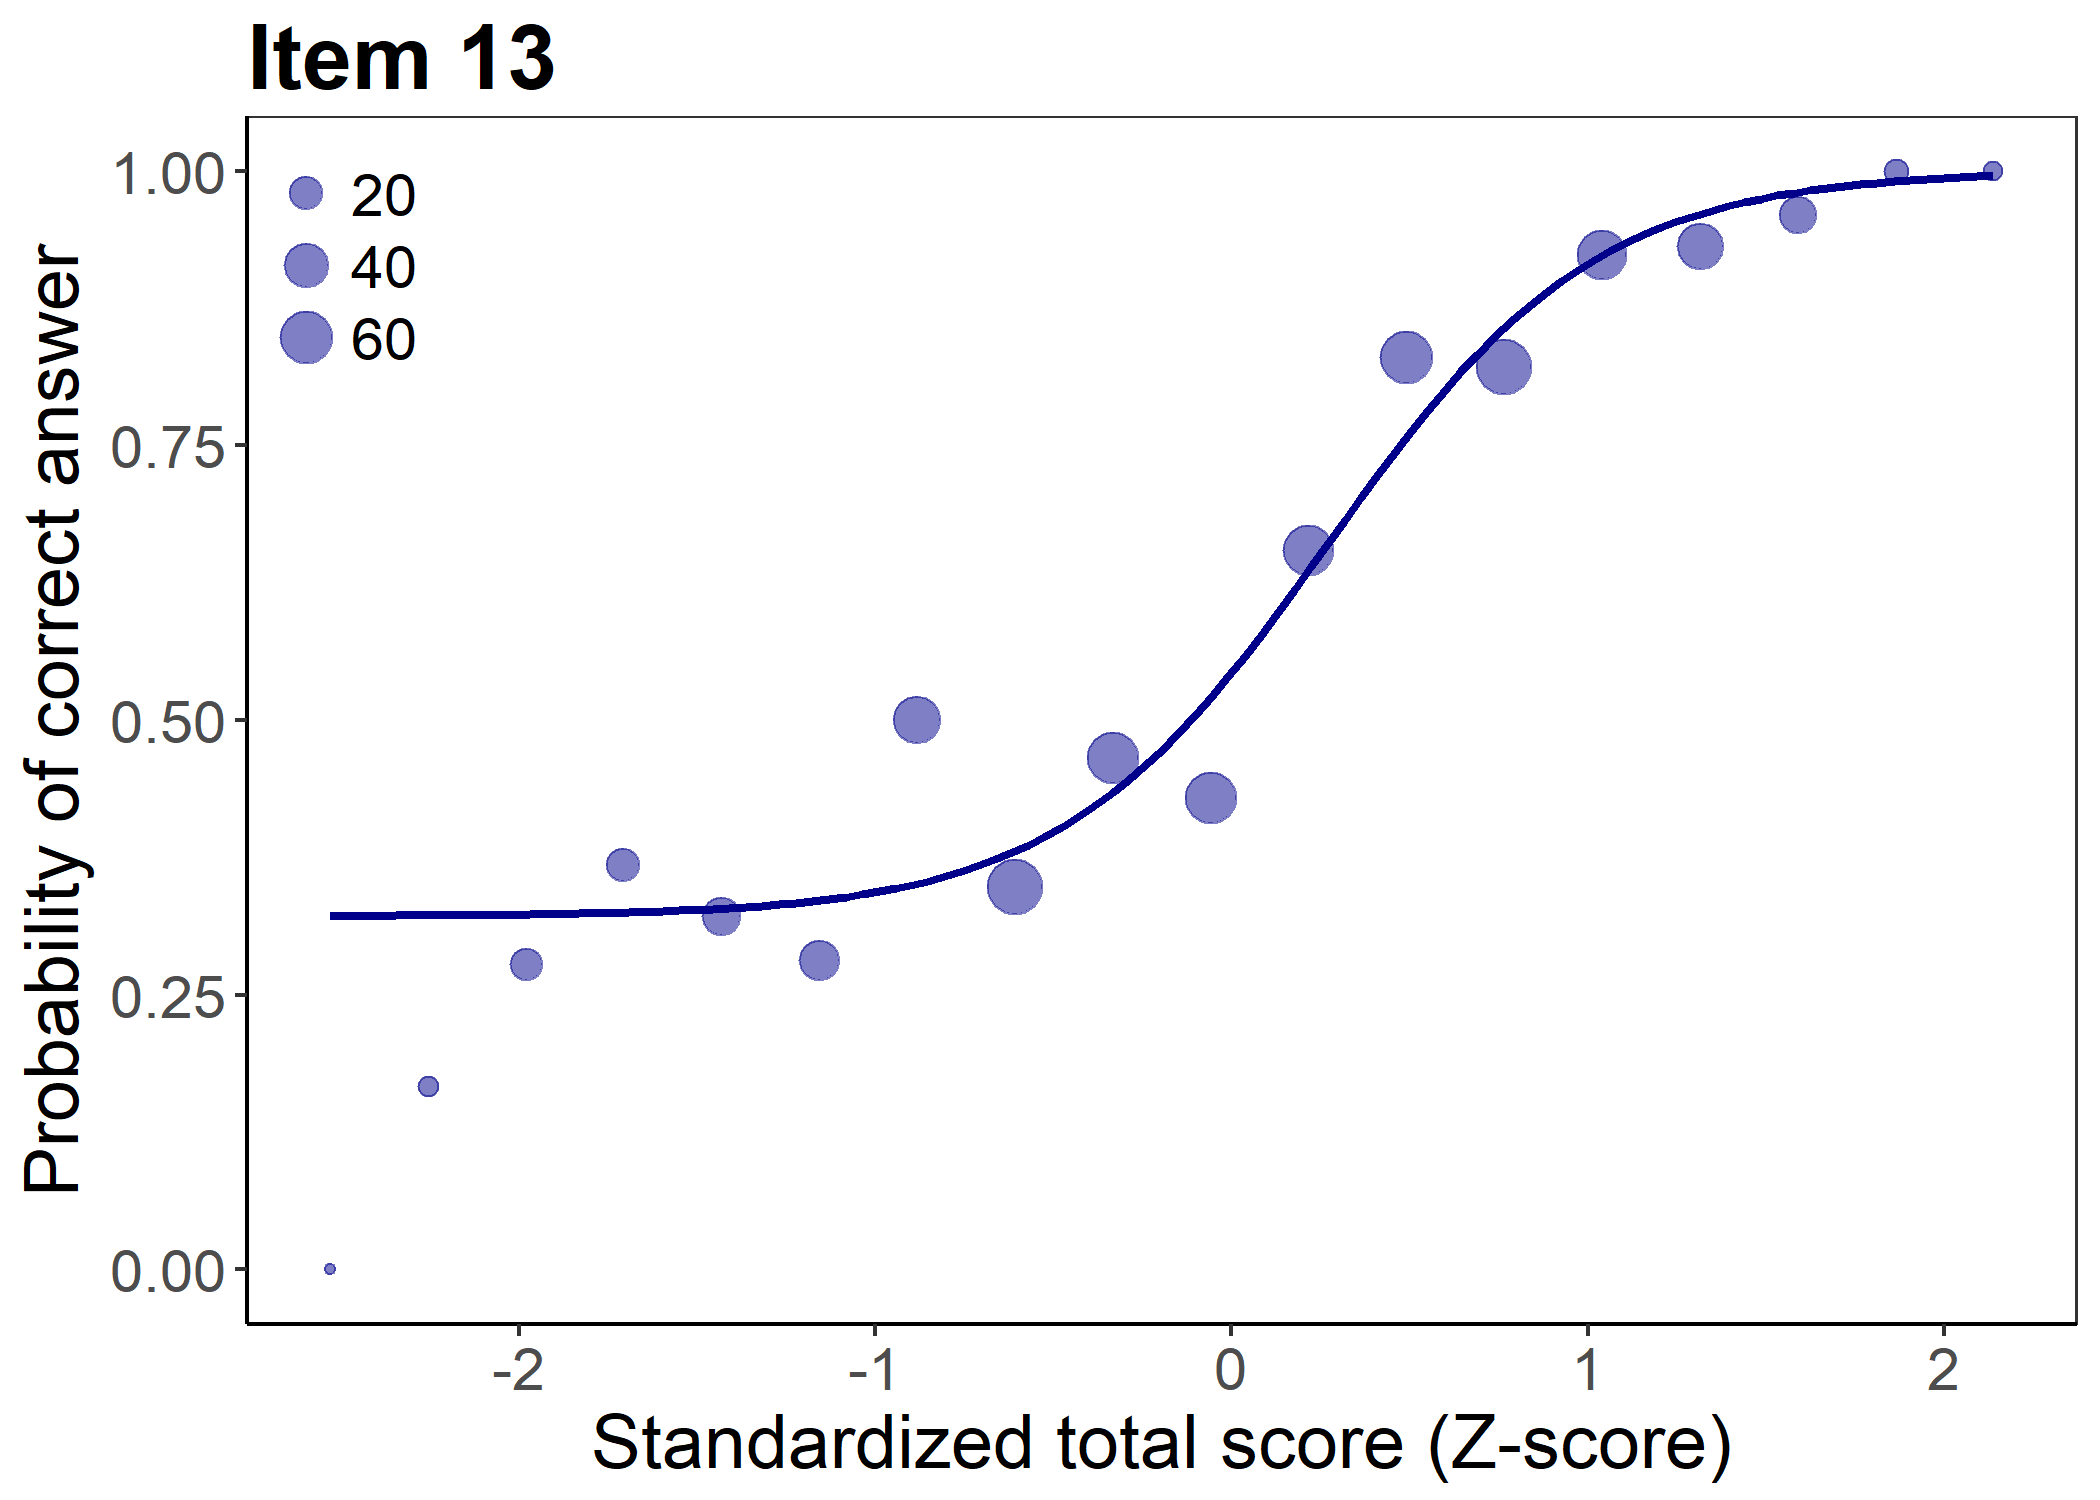 Item 13
1.00
0.75
0.50
0.25
0.00
20
40
60
Probability of correct answer
-2 -1 0 1 2
Standardized total score (Z-score)